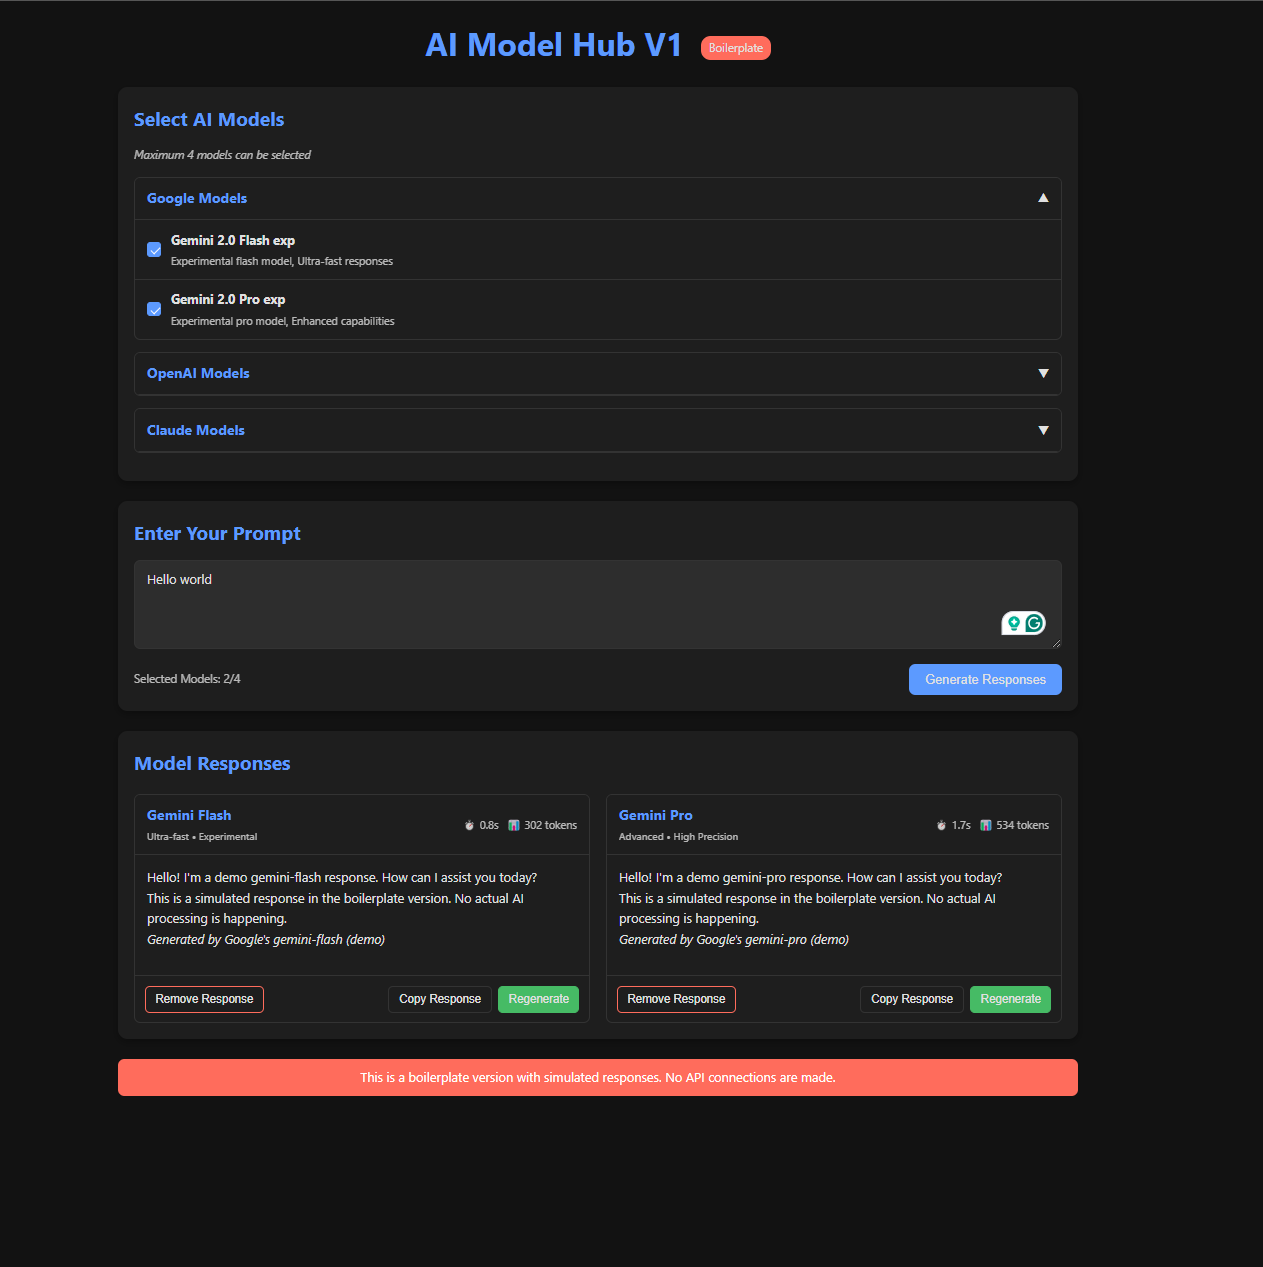 AI Model Hub V1 Boilerplate
Select AI Models
Maximum 4 models can be selected
Google Models ▲
Gemini 2.0 Flash exp
Experimental flash model, Ultra-fast responses
Gemini 2.0 Pro exp
Experimental pro model, Enhanced capabilities
OpenAI Models ▼
Claude Models ▼
Enter Your Prompt
Hello world
Selected Models: 2/4
Generate Responses
Model Responses
Gemini Flash
Ultra-fast • Experimental
0.8s 302 tokens
Hello! I'm a demo gemini-flash response. How can I assist you today?
This is a simulated response in the boilerplate version. No actual AI
processing is happening.
Generated by Google's gemini-flash (demo)
Remove Response Copy Response Regenerate
Gemini Pro
Advanced • High Precision
1.7s 534 tokens
Hello! I'm a demo gemini-pro response. How can I assist you today?
This is a simulated response in the boilerplate version. No actual AI
processing is happening.
Generated by Google's gemini-pro (demo)
Remove Response Copy Response Regenerate
This is a boilerplate version with simulated responses. No API connections are made.